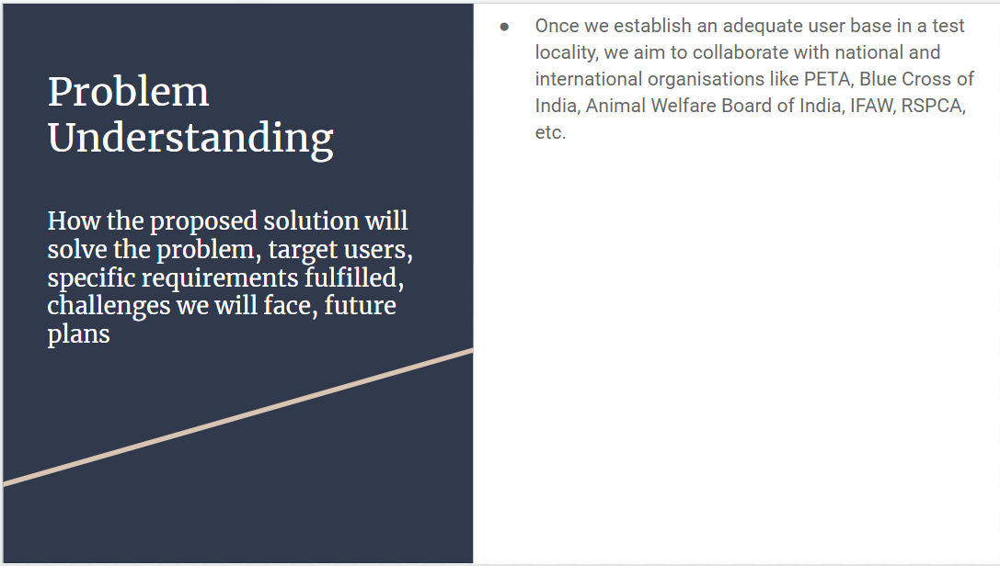 Problem
Understanding
How the proposed solution will
solve the problem, target users,
specific requirements fulfilled,
challenges we will face, future
plans
● Once we establish an adequate user base in a test
locality, we aim to collaborate with national and
international organisations like PETA, Blue Cross of
India, Animal Welfare Board of India, IFAW, RSPCA,
etc.